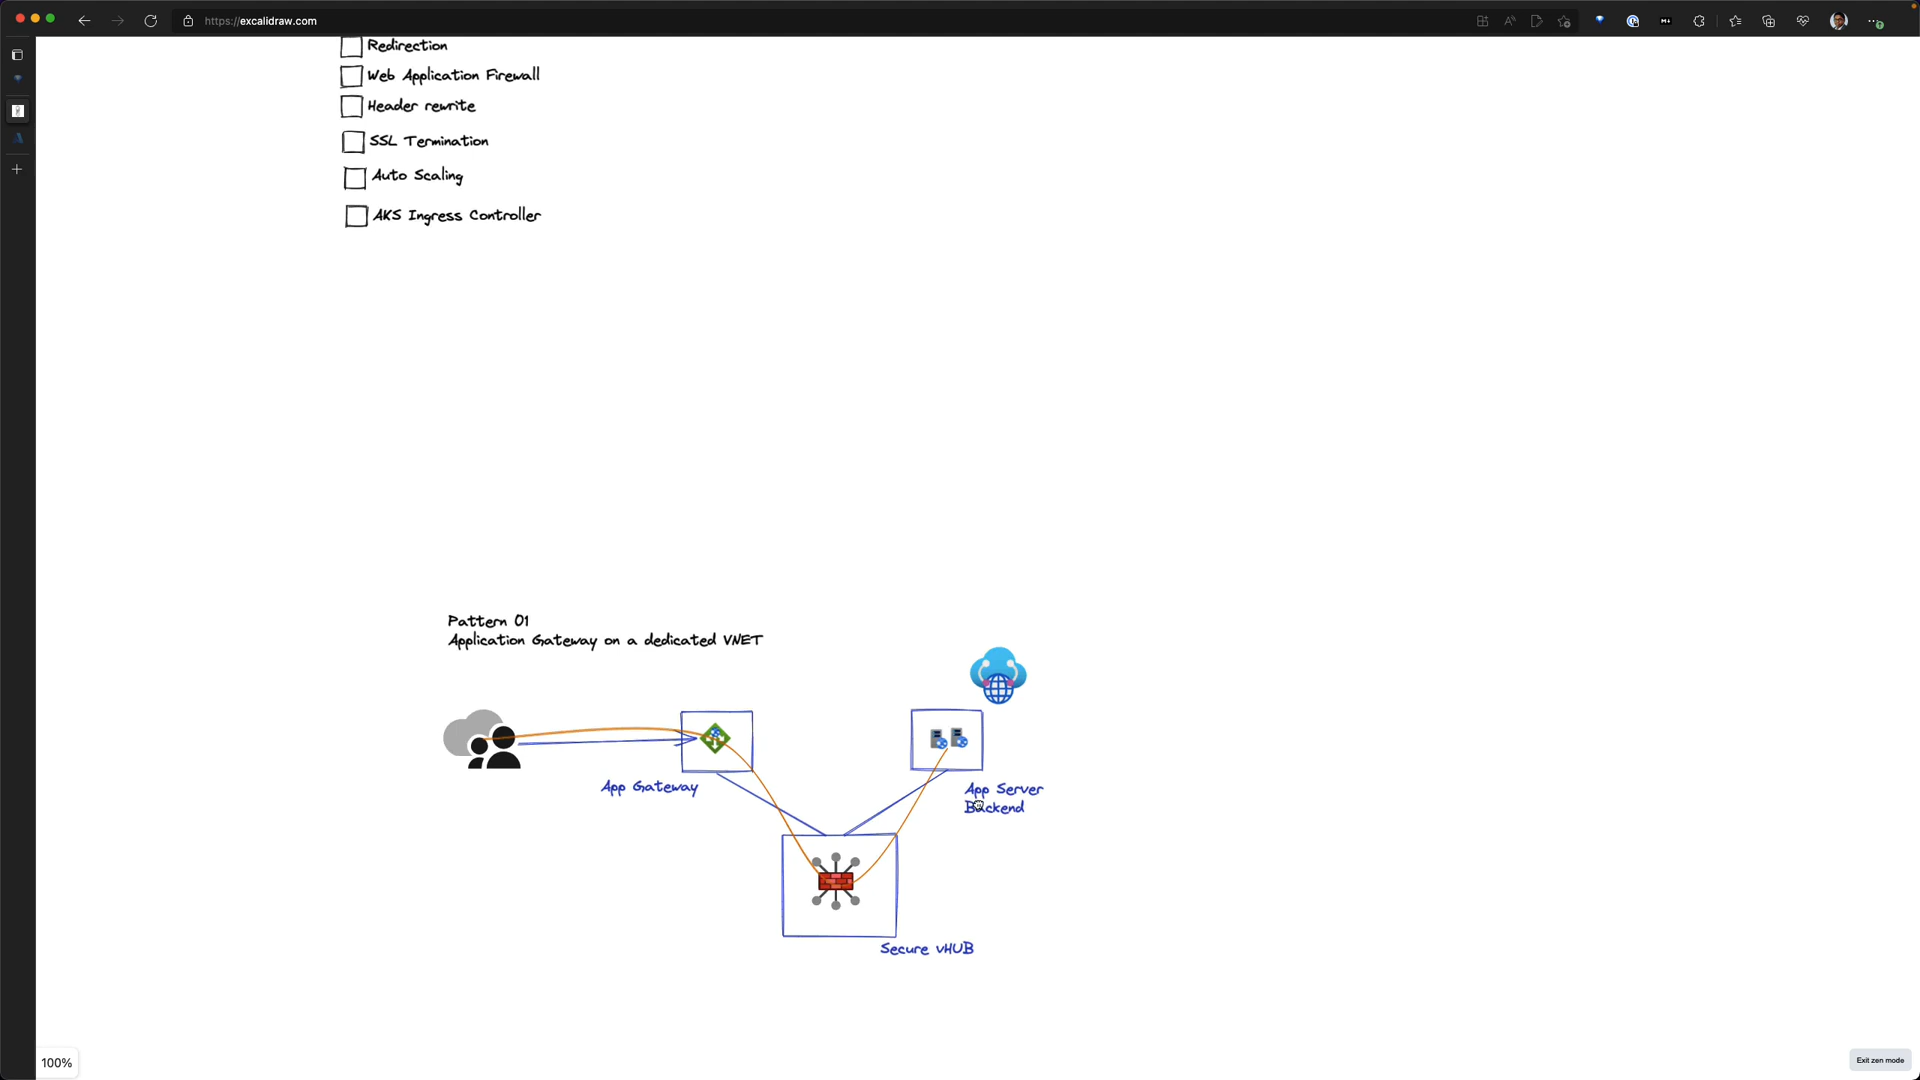 https://excalidraw.com
Redirection
Web Application Firewall
Header rewrite
SSL Termination
Auto Scaling
AKS Ingress Controller
Pattern 01
Application Gateway on a dedicated VNET
App Gateway
App Server
Backend
Secure vHUB
100%
Exit zen mode